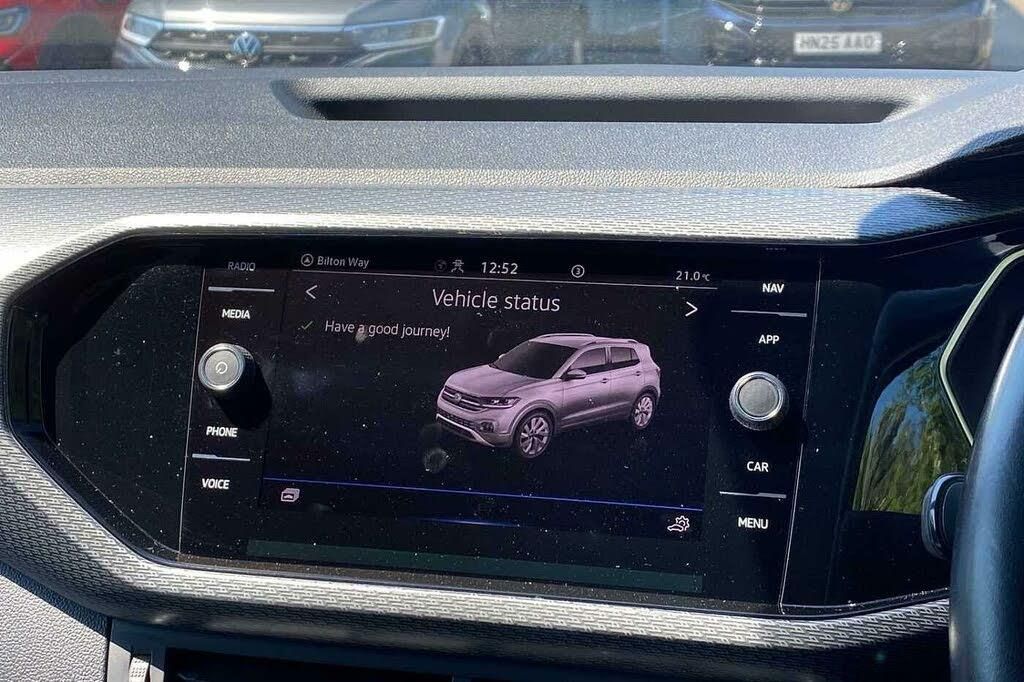 HN25 AAO
RADIO
MEDIA
PHONE
VOICE
Bilton Way
12:52
3
21.0°C
Vehicle status
Have a good journey!
NAV
APP
CAR
MENU